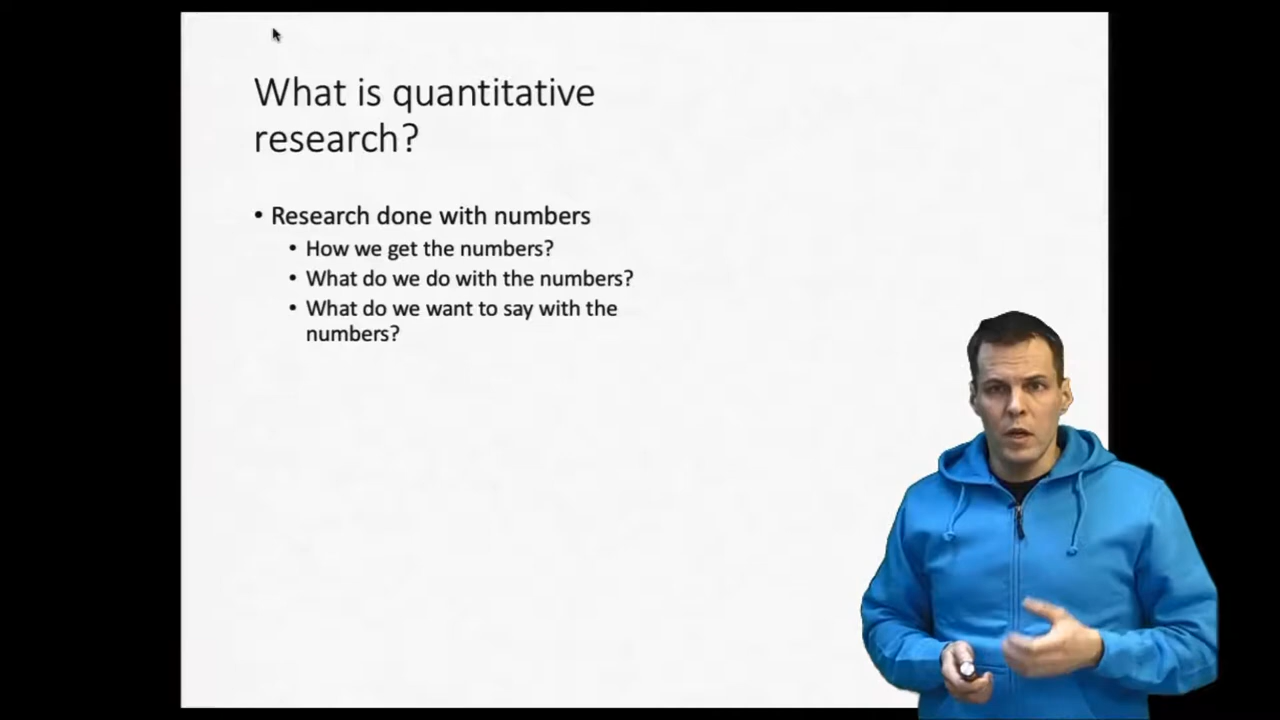 What is quantitative
research?
• Research done with numbers
• How we get the numbers?
• What do we do with the numbers?
• What do we want to say with the
numbers?